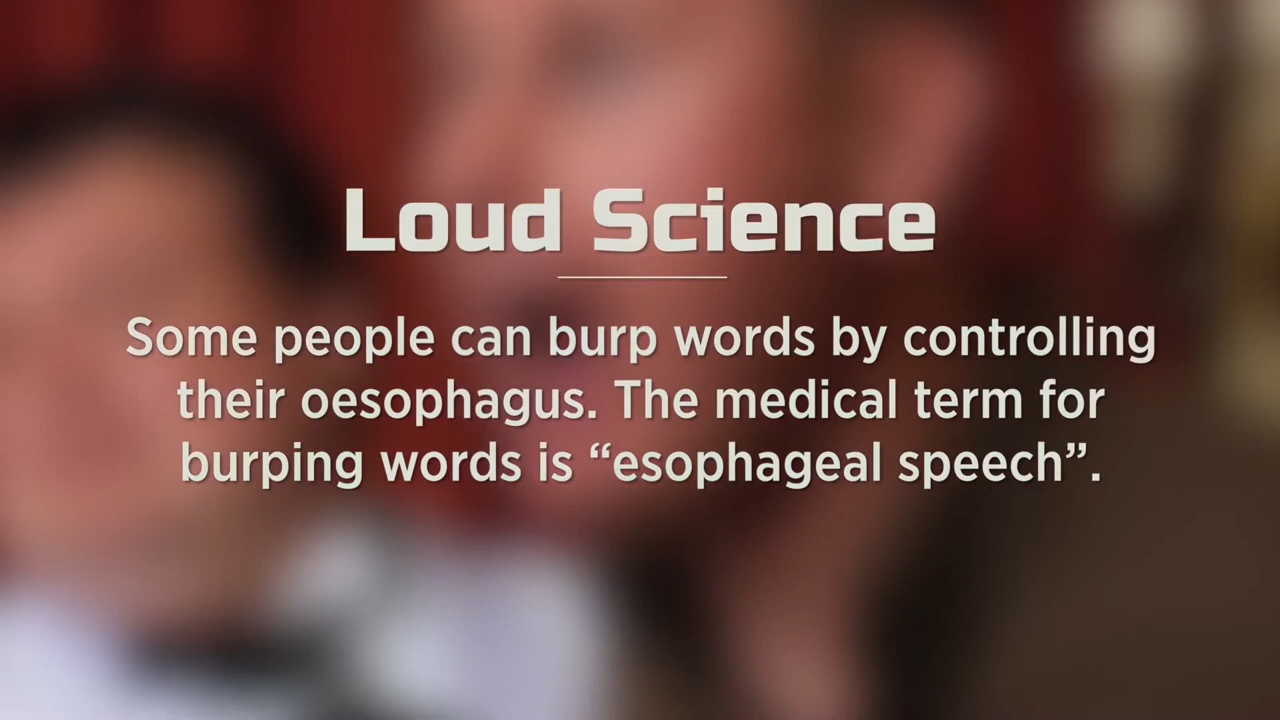 Loud Science
Some people can burp words by controlling
their oesophagus. The medical term for
burping words is “esophageal speech”.